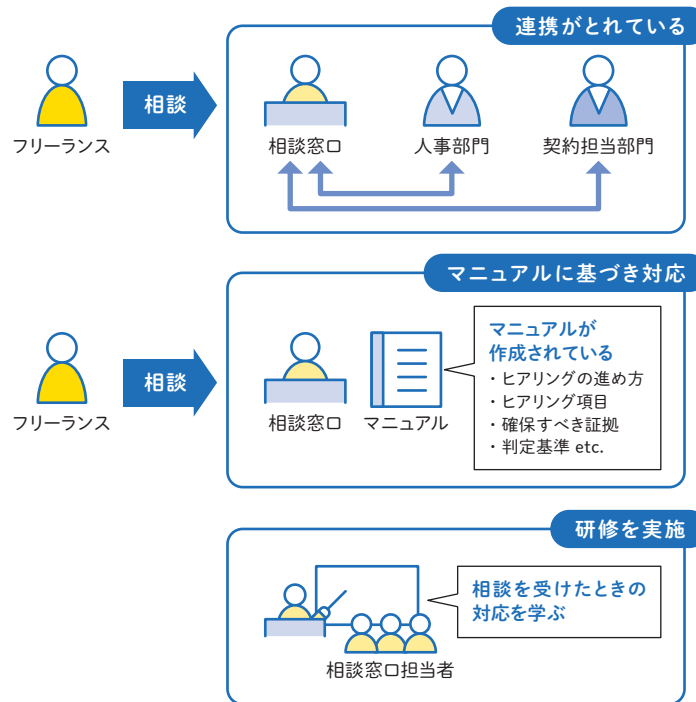 連携がとれている
相談
フリーランス
相談窓口
人事部門
契約担当部門
マニュアルに基づき対応
相談
フリーランス
相談窓口
マニュアル
マニュアルが
作成されている
・ヒアリングの進め方
・ヒアリング項目
・確保すべき証拠
・判定基準 etc.
研修を実施
相談を受けたときの
対応を学ぶ
相談窓口担当者